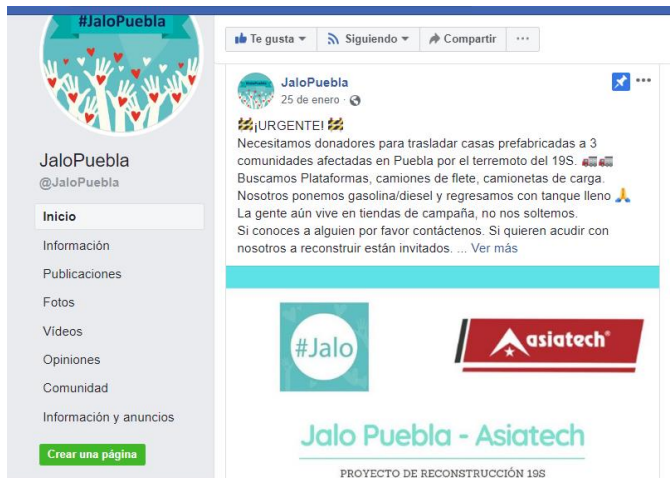 #JaloPuebla
JaloPuebla
@JaloPuebla
Inicio
Información
Publicaciones
Fotos
Vídeos
Opiniones
Comunidad
Información y anuncios
Crear una página
Te gusta
Siguiendo
Compartir
JaloPuebla
25 de enero ·
¡URGENTE!
Necesitamos donadores para trasladar casas prefabricadas a 3
comunidades afectadas en Puebla por el terremoto del 19S.
Buscamos Plataformas, camiones de flete, camionetas de carga.
Nosotros ponemos gasolina/diesel y regresamos con tanque lleno
La gente aún vive en tiendas de campaña, no nos soltemos.
Si conoces a alguien por favor contáctenos. Si quieren acudir con
nosotros a reconstruir están invitados. ... Ver más
#Jalo
asiatech®
Jalo Puebla - Asiatech
PROYECTO DE RECONSTRUCCIÓN 19S